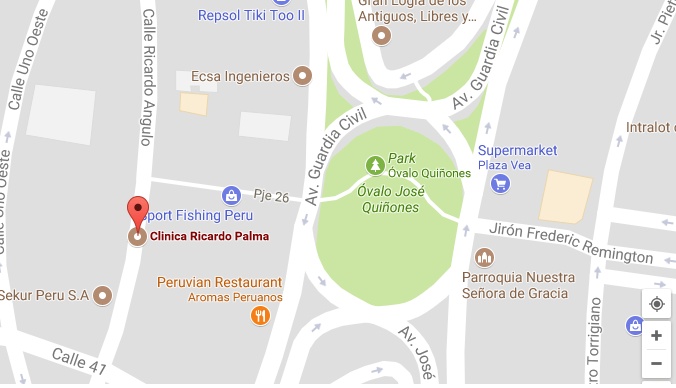 Gran Logia de los
Antiguos, Libres y…
Repsol Tiki Too II
Calle Uno Oeste
Calle Ricardo Angulo
Ecsa Ingenieros
Av. Guardia Civil
Av. Guardia Civil
Intralot d
Supermarket
Plaza Vea
Park
Óvalo Quiñones
Óvalo José
Quiñones
Pje 26
Sport Fishing Peru
Clinica Ricardo Palma
Jirón Frederic Remington
Peruvian Restaurant
Aromas Peruanos
Parroquia Nuestra
Señora de Gracia
Sekur Peru S.A
Calle 41
Av. José
tro Torrigiano
Jr. Piet
+
−